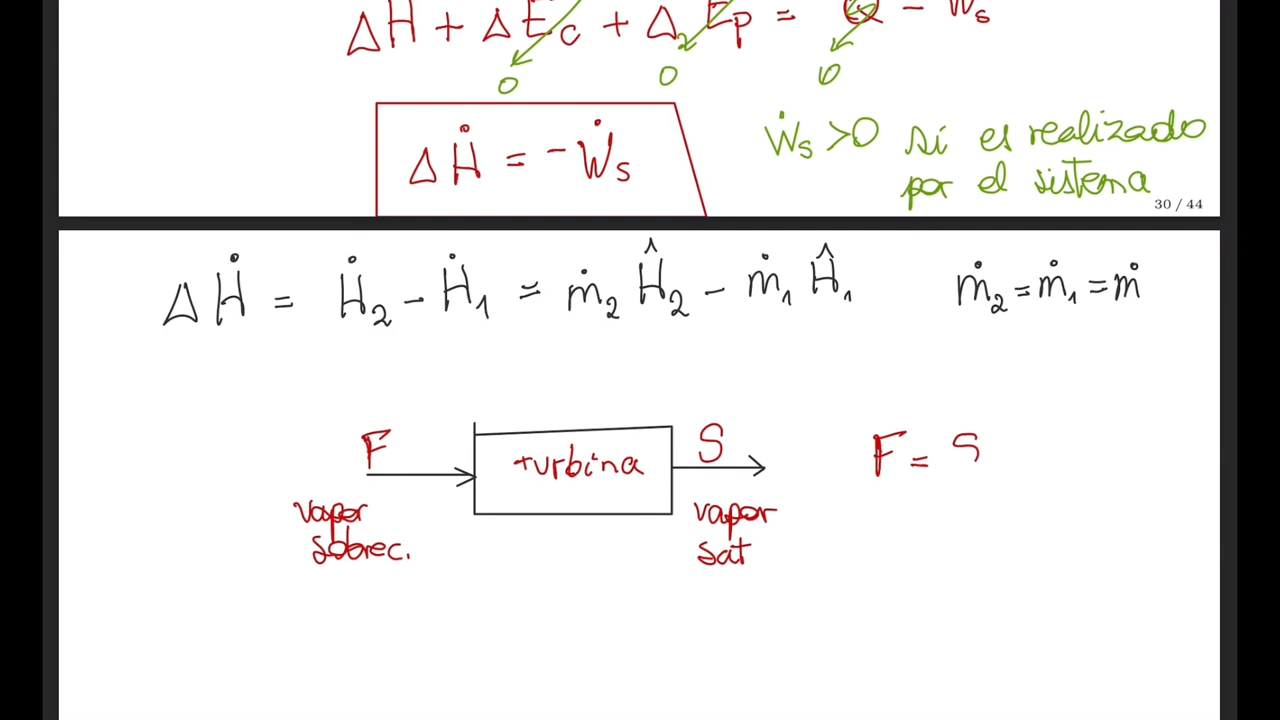 ΔH + ΔEc + ΔEp = Q − Ws
2
0 0 0
ΔḢ = −Ẇs
Ẇs >0 si es realizado
por el sistema
30 / 44
ΔḢ = Ḣ2 − Ḣ1 = ṁ2 Ĥ2 − ṁ1 Ĥ1 ṁ2 = ṁ1 = ṁ
F turbina S F = S
vapor
sobrec.
vapor
sat